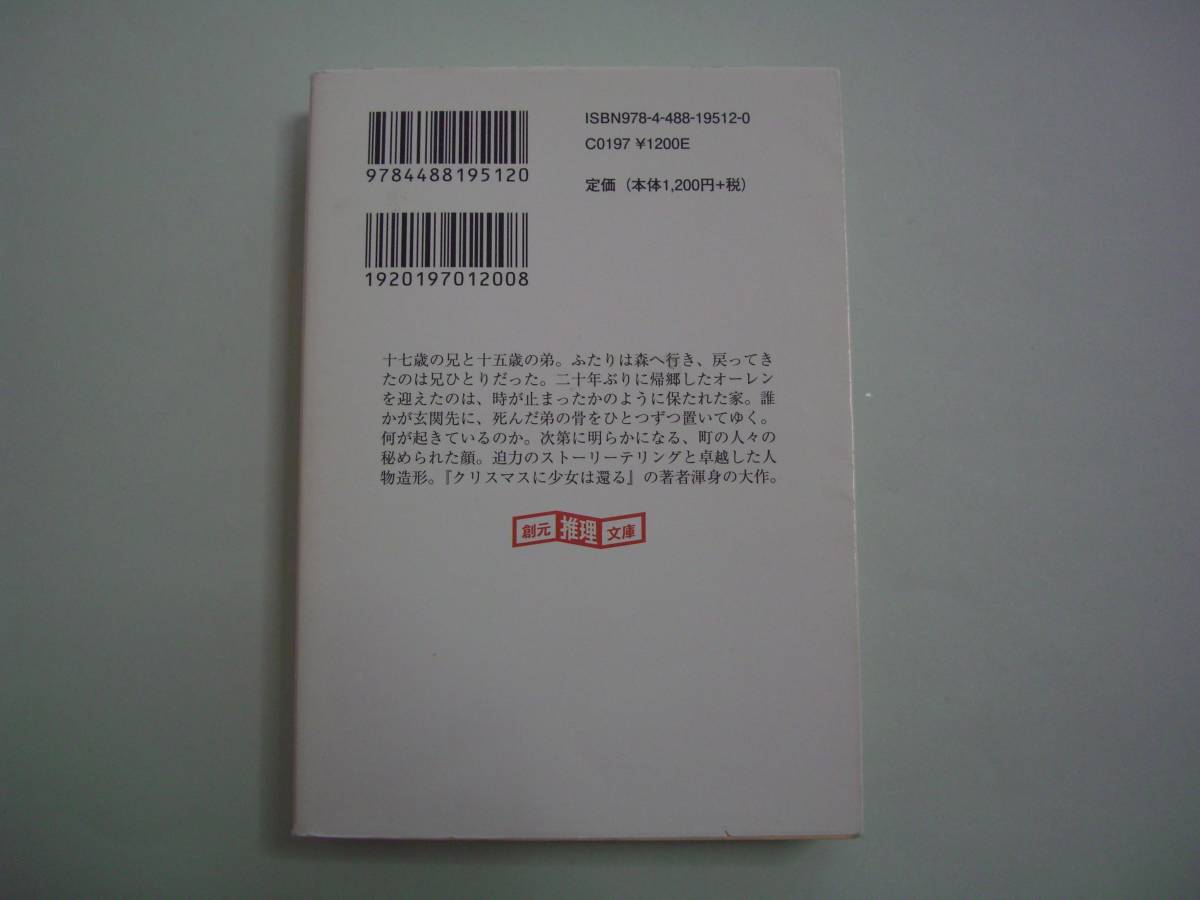 ISBN978-4-488-19512-0
C0197 ¥1200E
定価（本体1,200円+税）
9784488195120
1920197012008
十七歳の兄と十五歳の弟。ふたりは森へ行き、戻ってき
たのは兄ひとりだった。二十年ぶりに帰郷したオーレン
を迎えたのは、時が止まったかのように保たれた家。誰
かが玄関先に、死んだ弟の骨をひとつずつ置いてゆく。
何が起きているのか。次第に明らかになる、町の人々の
秘められた顔。迫力のストーリーテリングと卓越した人
物造形。『クリスマスに少女は還る』の著者渾身の大作。
創元推理文庫